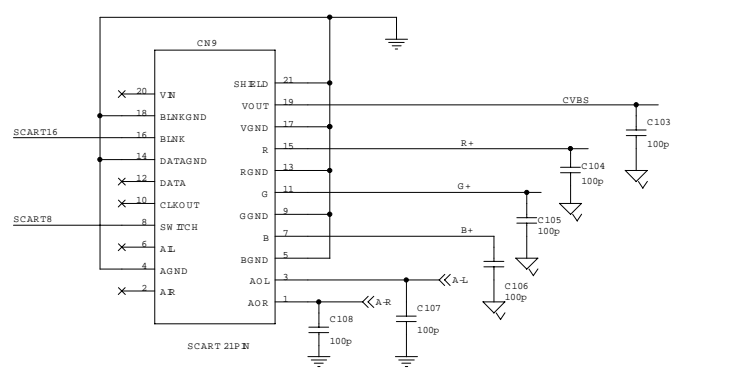 CN9
SHIELD 21
20 VIN
VOUT 19 CVBS
18 BLNKGND
VGND 17
C103
100p
SCART16 16 BLNK
R 15 R+
14 DATAGND
RGND 13
C104
100p
12 DATA
G 11 G+
10 CLKOUT
GGND 9
C105
100p
SCART8 8 SWITCH
B 7 B+
6 AIL
BGND 5
4 AGND
AOL 3 A-L
C106
100p
2 AIR
AOR 1 A-R
C107
100p
C108
100p
SCART 21PIN